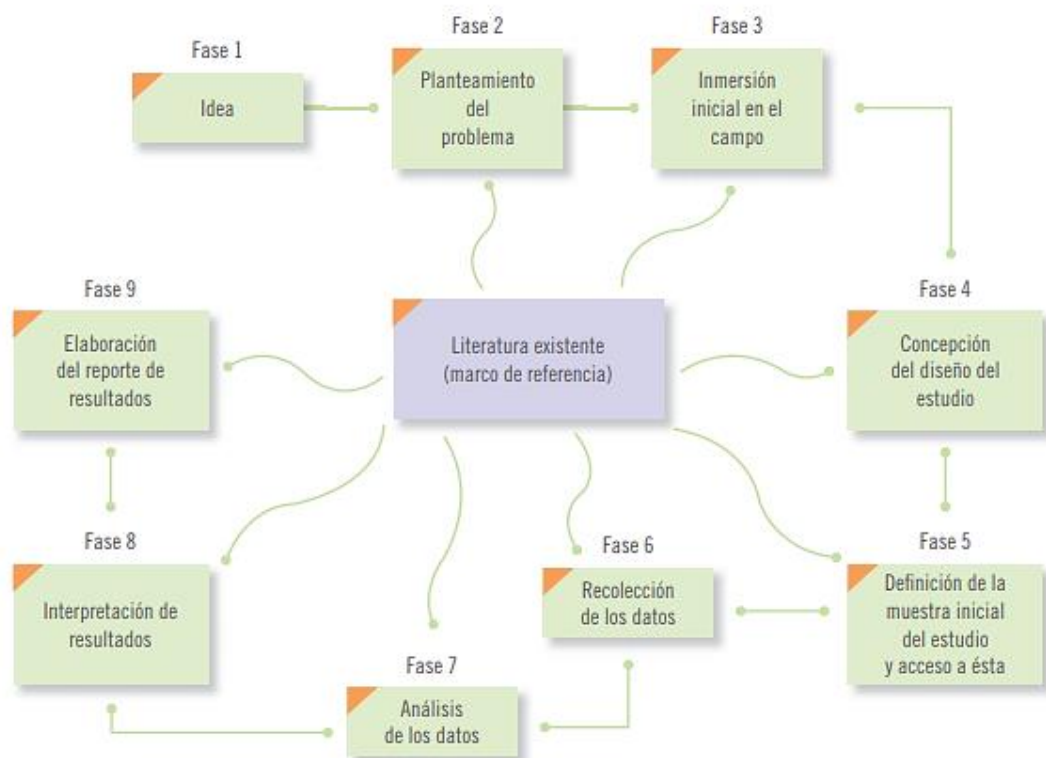 Fase 1
Idea
Fase 2
Planteamiento
del
problema
Fase 3
Inmersión
inicial en el
campo
Fase 9
Elaboración
del reporte de
resultados
Literatura existente
(marco de referencia)
Fase 4
Concepción
del diseño del
estudio
Fase 8
Interpretación de
resultados
Fase 7
Análisis
de los datos
Fase 6
Recolección
de los datos
Fase 5
Definición de la
muestra inicial
del estudio
y acceso a ésta